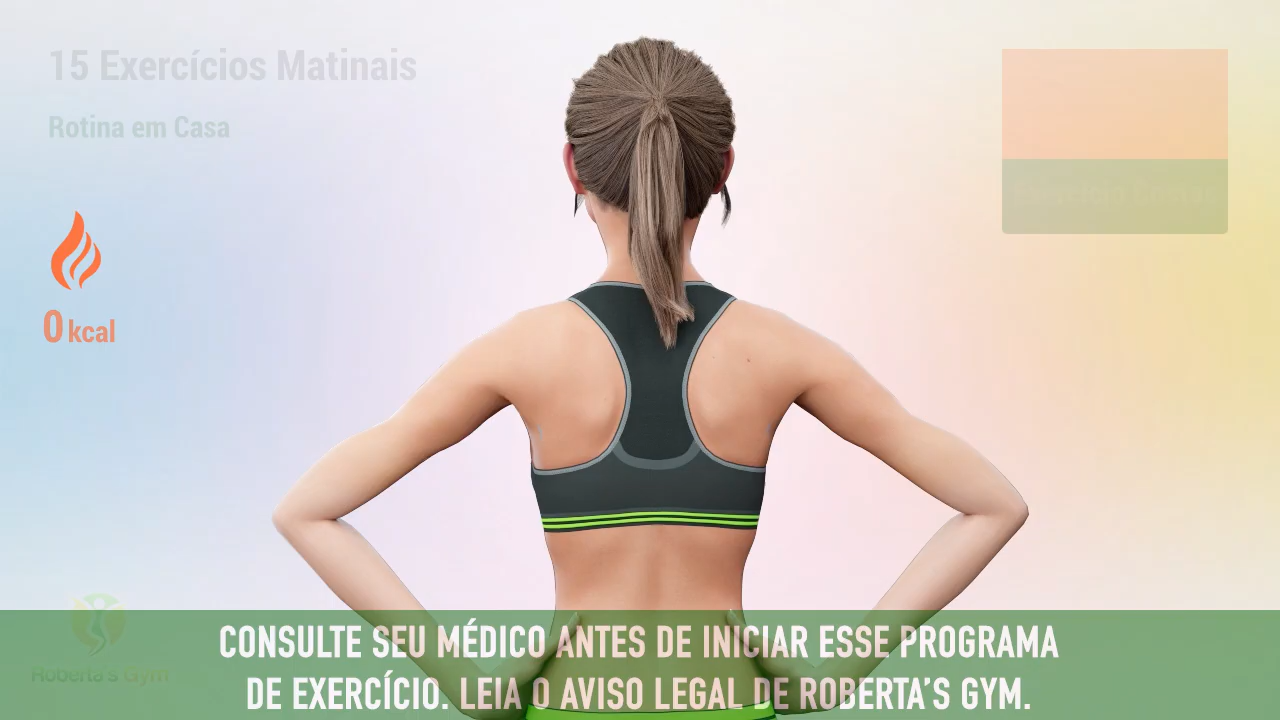 15 Exercícios Matinais
Rotina em Casa
0 kcal
Roberta's Gym
CONSULTE SEU MÉDICO ANTES DE INICIAR ESSE PROGRAMA
DE EXERCÍCIO. LEIA O AVISO LEGAL DE ROBERTA'S GYM.